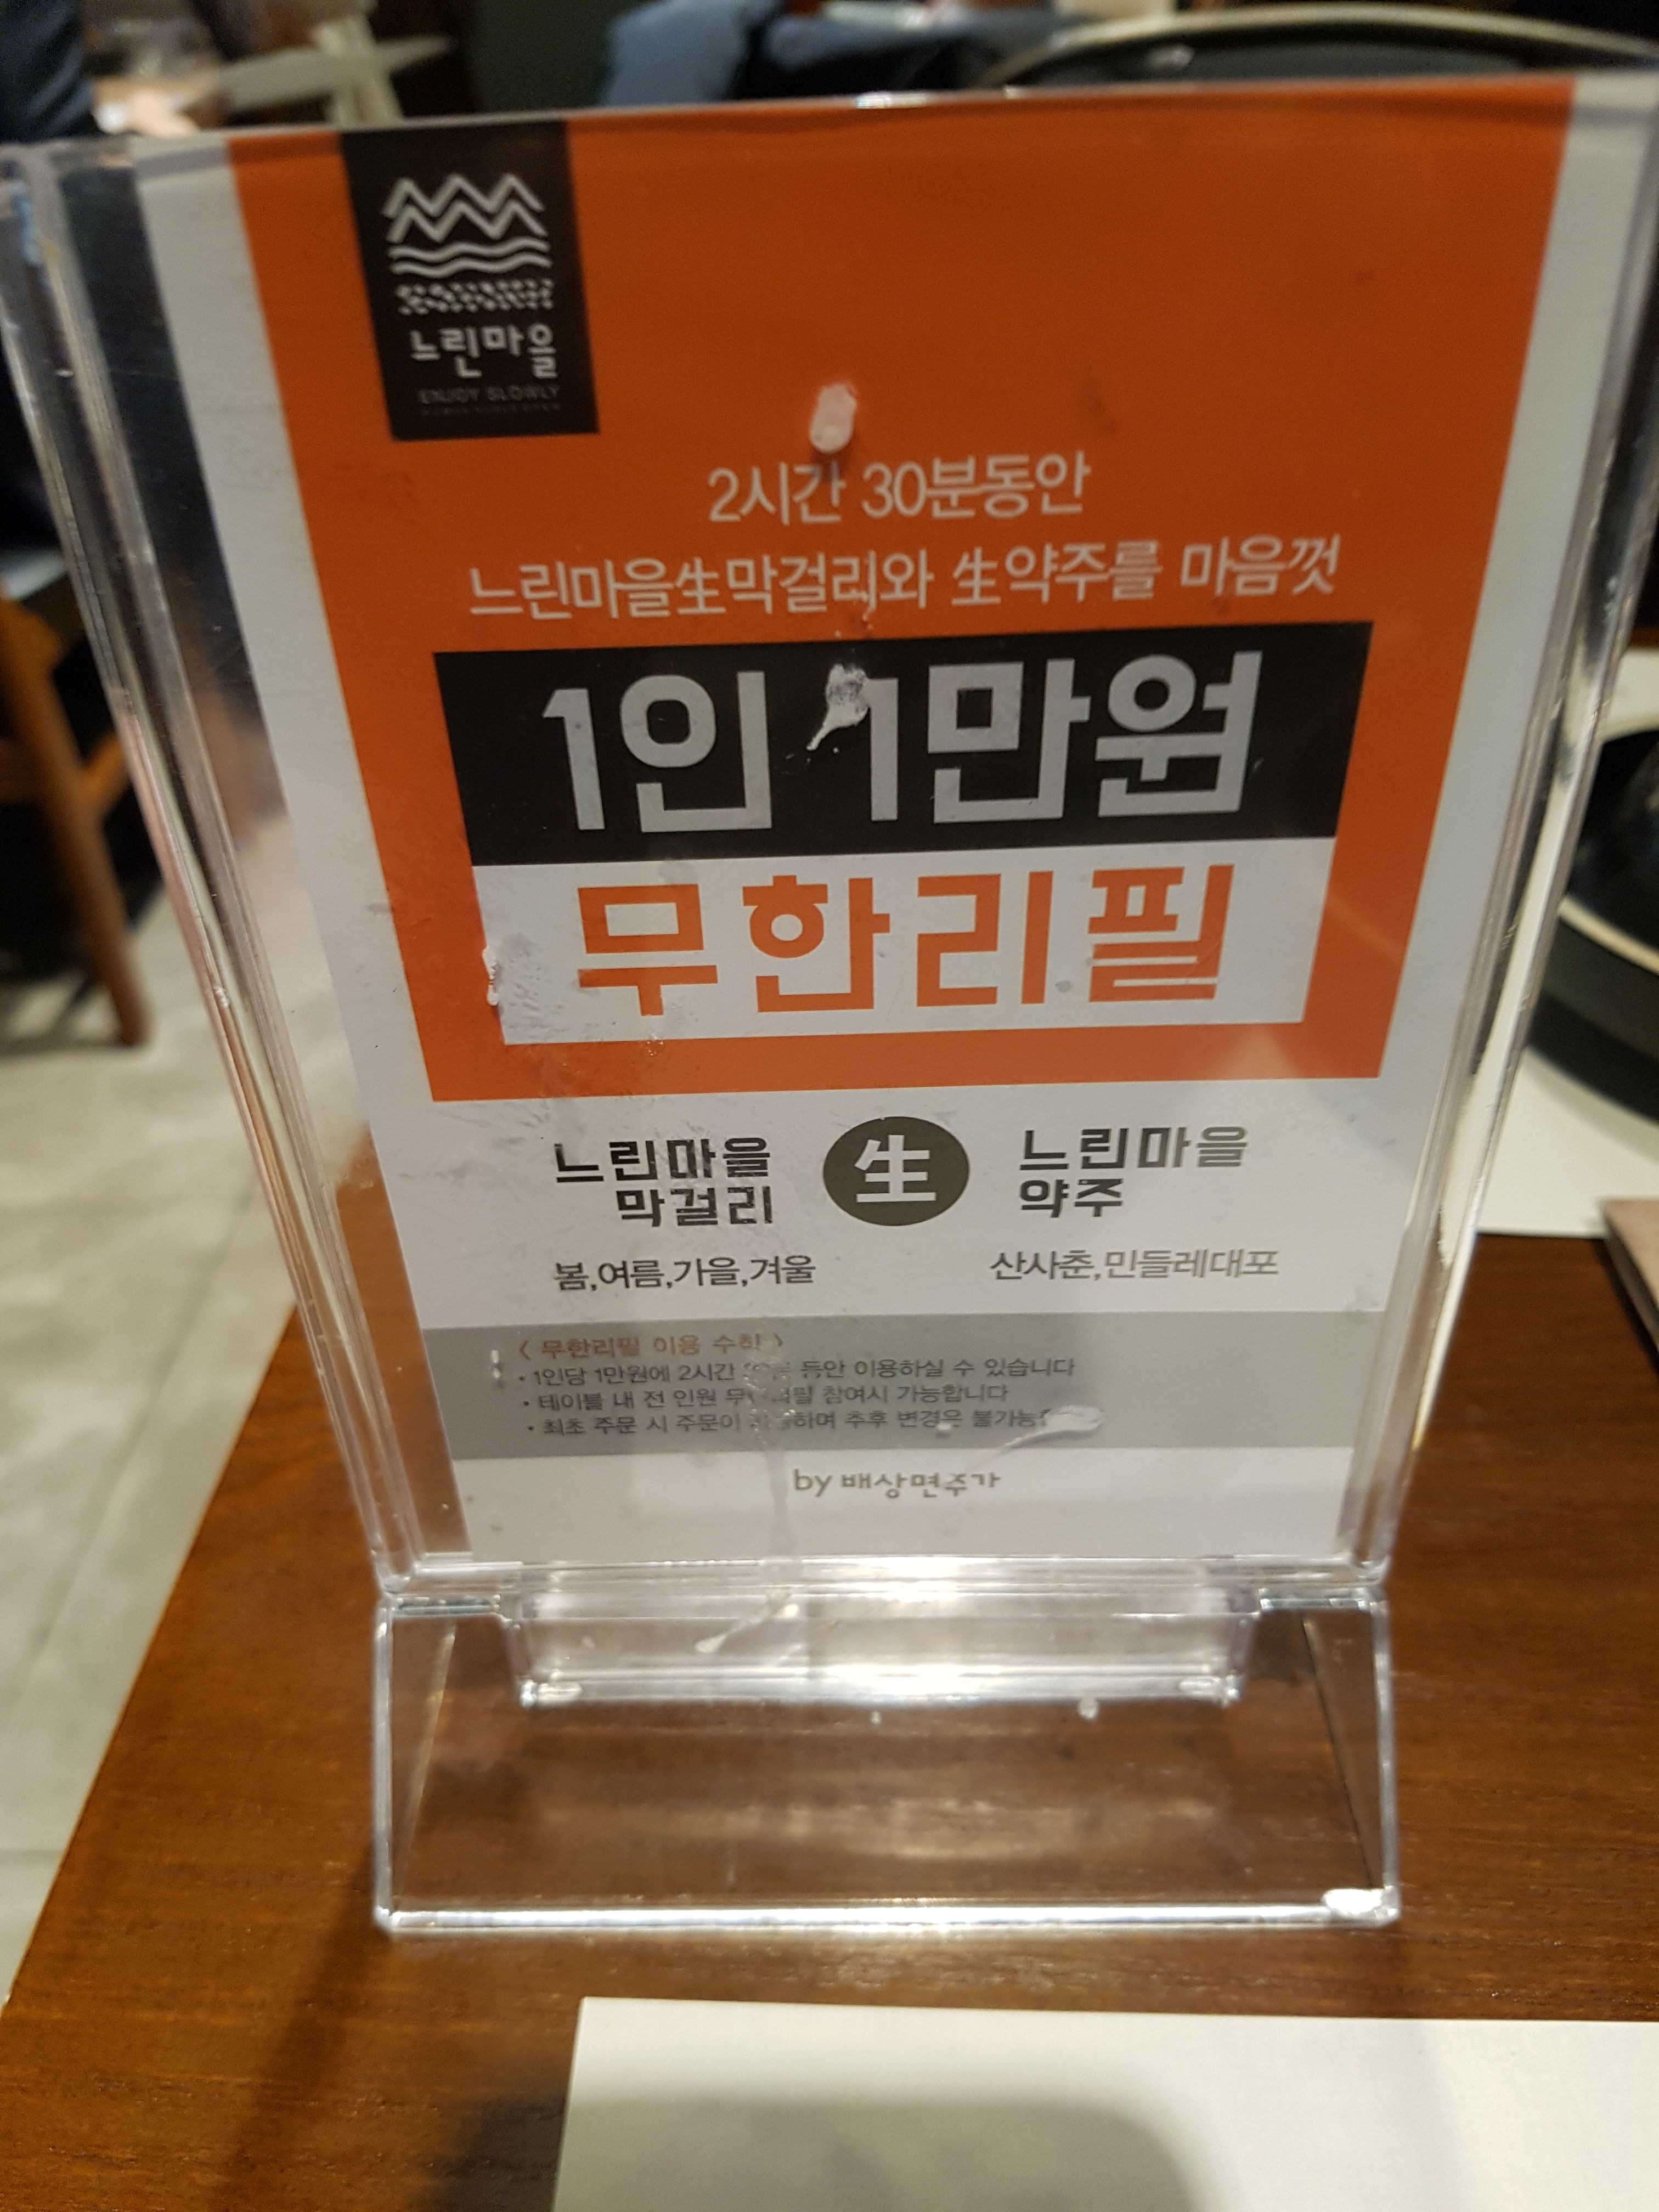 느린마을
ENJOY SLOWLY
2시간 30분동안
느린마을生막걸리와 生약주를 마음껏
1인 1만원
무한리필
느린마을
막걸리
生
느린마을
약주
봄,여름,가을,겨울
산사춘,민들레대포
〈 무한리필 이용 수칙 〉
• 1인당 1만원에 2시간 동안 이용하실 수 있습니다
• 테이블 내 전 인원 참여시 가능합니다
• 최초 주문 시 주문이 추후 변경은
by 배상면주가